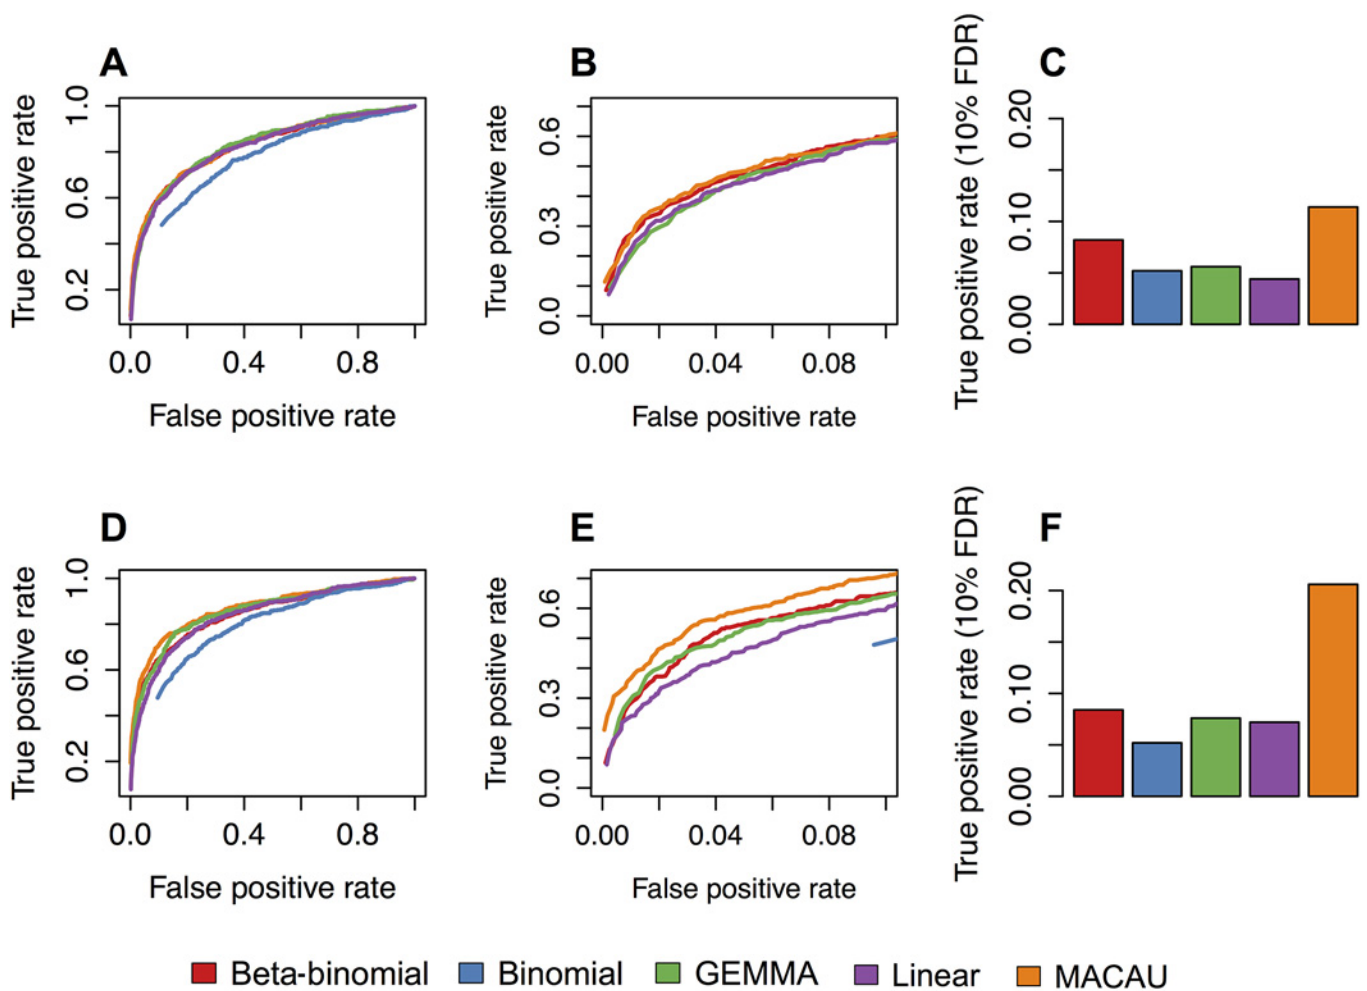 A
True positive rate
1.0
0.6
0.2
0.0 0.4 0.8
False positive rate
B
True positive rate
0.6
0.3
0.0
0.00 0.04 0.08
False positive rate
C
True positive rate (10% FDR)
0.20
0.10
0.00
D
True positive rate
1.0
0.6
0.2
0.0 0.4 0.8
False positive rate
E
True positive rate
0.6
0.3
0.0
0.00 0.04 0.08
False positive rate
F
True positive rate (10% FDR)
0.20
0.10
0.00
Beta-binomial Binomial GEMMA Linear MACAU